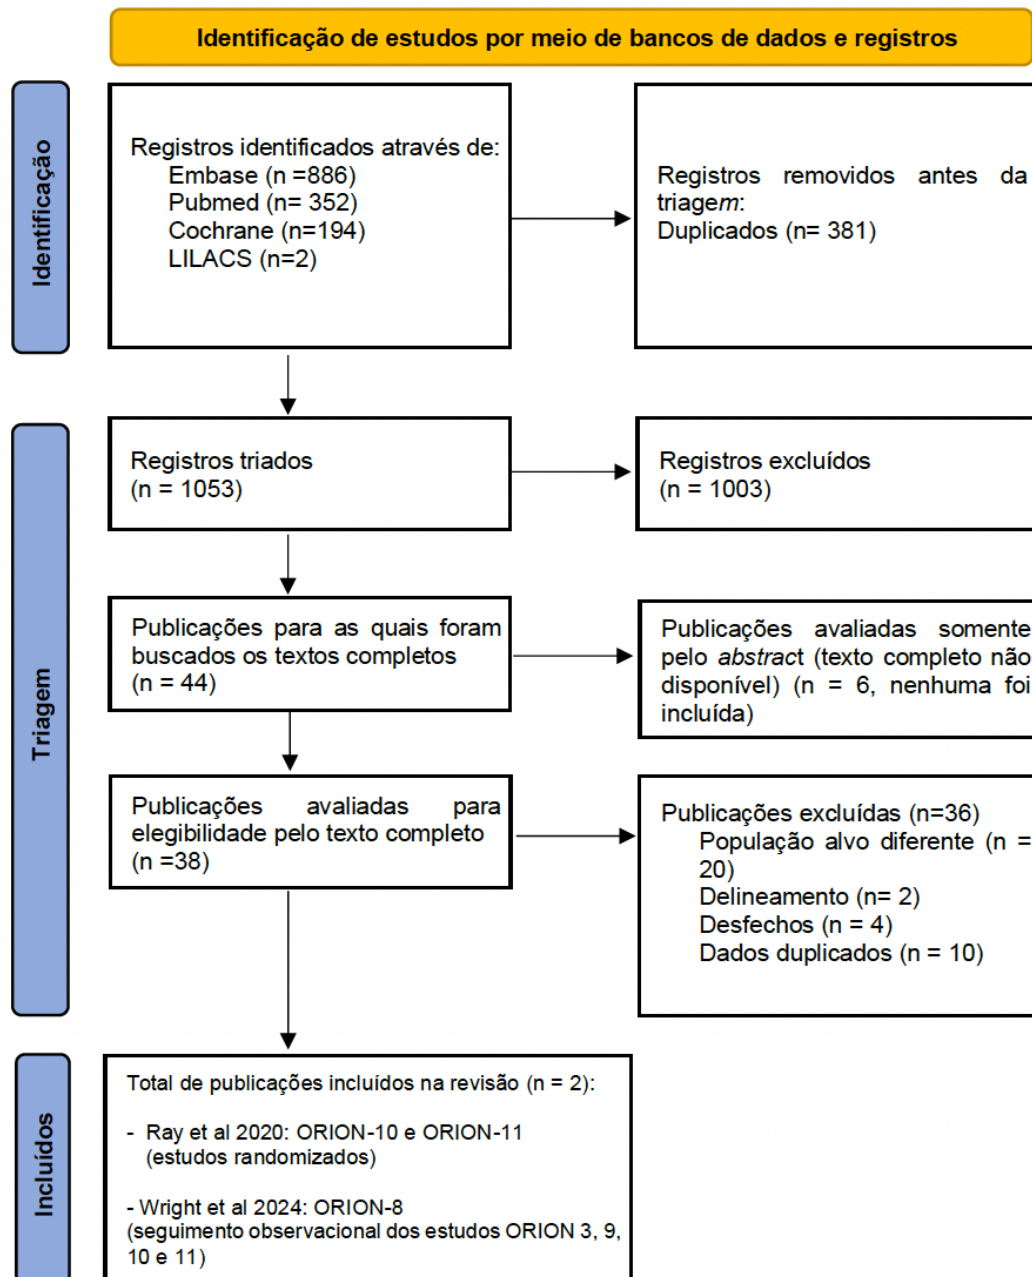 Identificação de estudos por meio de bancos de dados e registros
Identificação
Registros identificados através de:
Embase (n =886)
Pubmed (n= 352)
Cochrane (n=194)
LILACS (n=2)
Registros removidos antes da
triagem:
Duplicados (n= 381)
Triagem
Registros triados
(n = 1053)
Registros excluídos
(n = 1003)
Publicações para as quais foram
buscados os textos completos
(n = 44)
Publicações avaliadas somente
pelo abstract (texto completo não
disponível) (n = 6, nenhuma foi
incluída)
Publicações avaliadas para
elegibilidade pelo texto completo
(n =38)
Publicações excluídas (n=36)
População alvo diferente (n =
20)
Delineamento (n= 2)
Desfechos (n = 4)
Dados duplicados (n = 10)
Incluídos
Total de publicações incluídos na revisão (n = 2):
- Ray et al 2020: ORION-10 e ORION-11
(estudos randomizados)
- Wright et al 2024: ORION-8
(seguimento observacional dos estudos ORION 3, 9,
10 e 11)